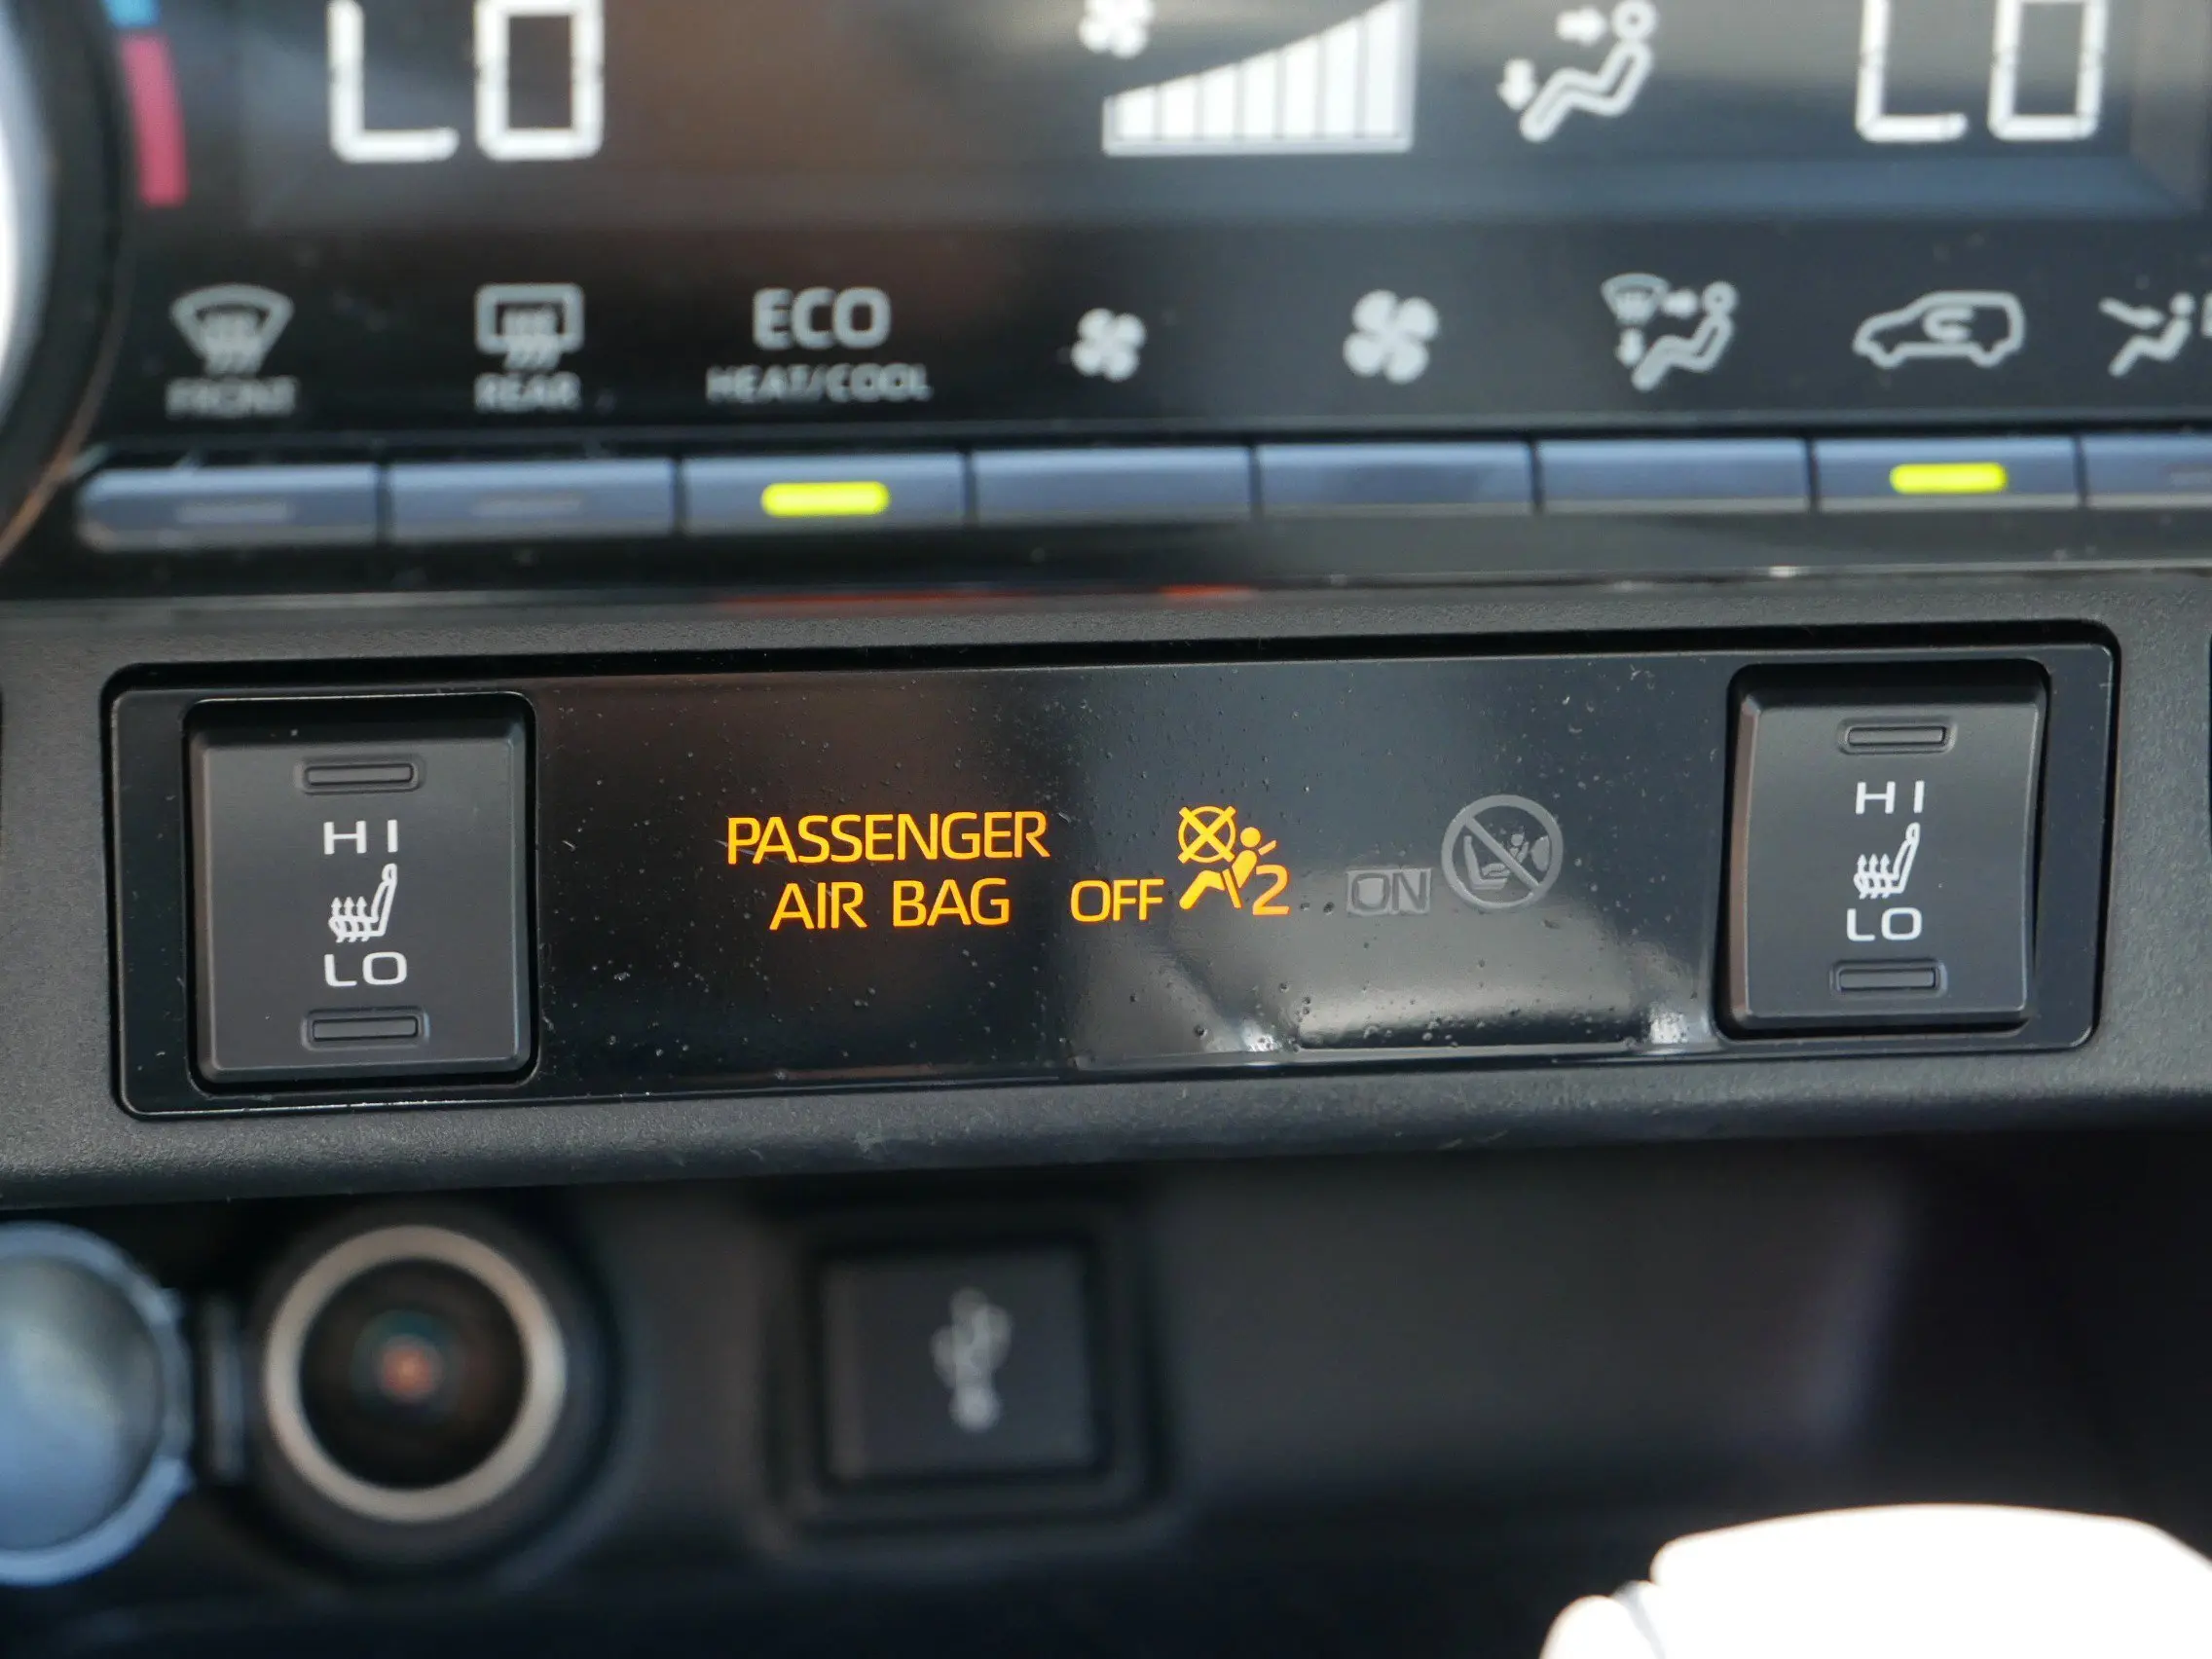 LO LO
FRONT REAR ECO
HEAT/COOL
HI HI
PASSENGER
AIR BAG OFF 2 ON
LO LO